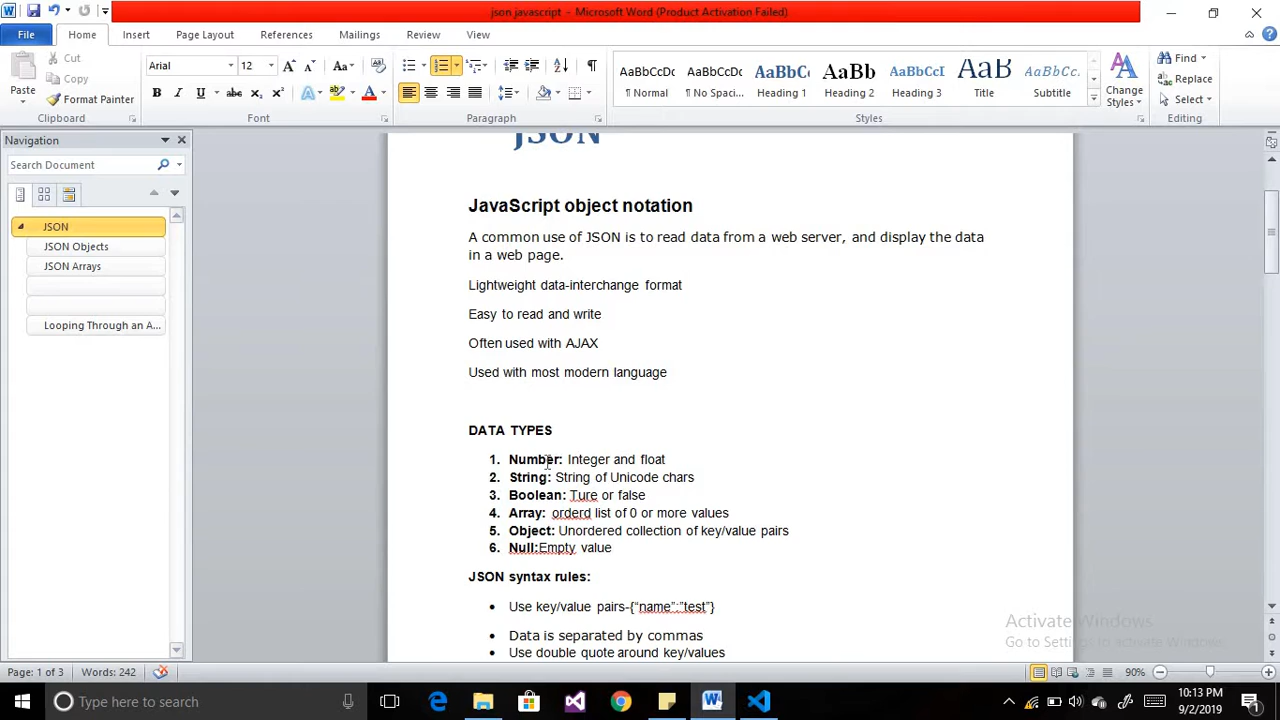 json javascript - Microsoft Word (Product Activation Failed)
File Home Insert Page Layout References Mailings Review View
Cut
Copy
Format Painter
Paste
Clipboard
Arial 12
Font
Paragraph
AaBbCcDc AaBbCcDc AaBbCc AaBbCc AaBbCcI AaB AaBbCc.
¶ Normal ¶ No Spaci... Heading 1 Heading 2 Heading 3 Title Subtitle
Styles
Change
Styles
Find
Replace
Select
Editing
Navigation
Search Document
JSON
JSON Objects
JSON Arrays
Looping Through an A...
JSON
JavaScript object notation
A common use of JSON is to read data from a web server, and display the data
in a web page.
Lightweight data-interchange format
Easy to read and write
Often used with AJAX
Used with most modern language
DATA TYPES
1. Number: Integer and float
2. String: String of Unicode chars
3. Boolean: Ture or false
4. Array: orderd list of 0 or more values
5. Object: Unordered collection of key/value pairs
6. Null:Empty value
JSON syntax rules:
• Use key/value pairs-{“name”:”test”}
• Data is separated by commas
• Use double quote around key/values
Activate Windows
Go to Settings to activate Windows.
Page: 1 of 3 Words: 242 90%
Type here to search
10:13 PM
9/2/2019